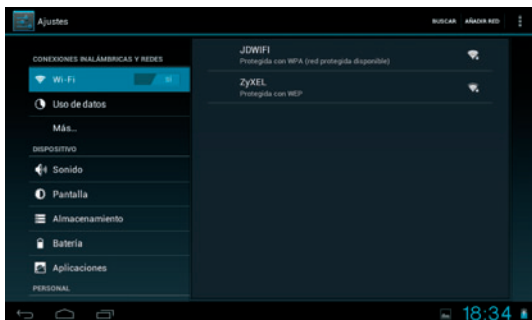 Ajustes
BUSCAR AÑADIR RED
CONEXIONES INALÁMBRICAS Y REDES
Wi-Fi
Uso de datos
Más...
DISPOSITIVO
Sonido
Pantalla
Almacenamiento
Batería
Aplicaciones
PERSONAL
JDWIFI
Protegida con WPA (red protegida disponible)
ZyXEL
Protegida con WEP
18:34